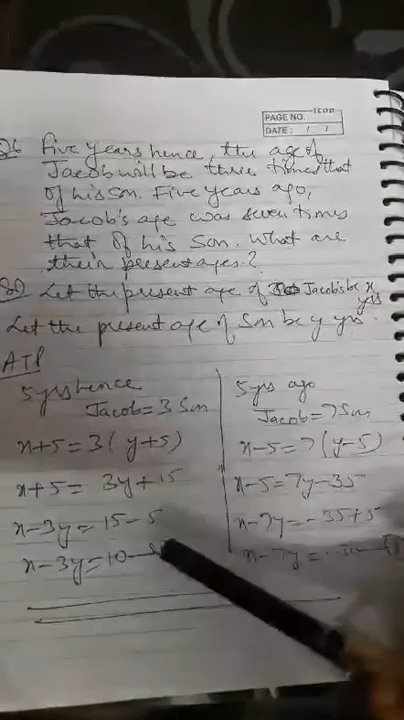 icon
PAGE NO.
DATE: / /
Q6 Five years hence, the age of
Jacob will be three times that
of his son. Five years ago,
Jacob's age was seven times
that of his son. What are
their present ages?
Let the present age of Jacob be x
yrs
Let the present age of Son be y yrs.
ATP
5 yrs hence
Jacob = 3 Son
x+5 = 3(y+5)
x+5 = 3y+15
x-3y = 15-5
x-3y = 10
5 yrs ago
Jacob = 7 Son
x-5 = 7(y-5)
x-5 = 7y-35
x-7y = -35+5
x-7y = -30